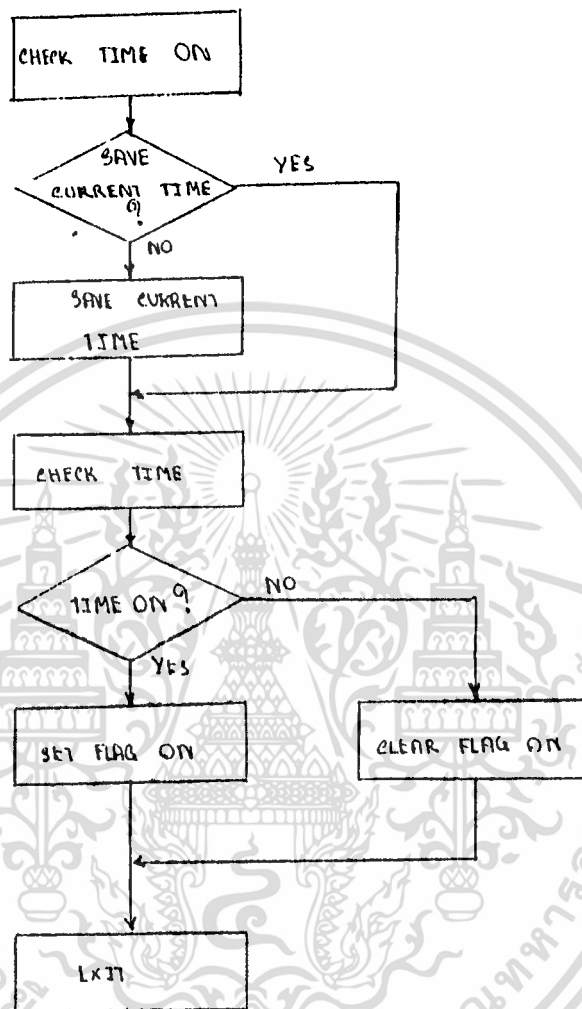 CHECK TIME ON
SAVE
CURRENT TIME
?
YES
NO
SAVE CURRENT
TIME
CHECK TIME
TIME ON ?
NO
YES
SET FLAG ON
CLEAR FLAG ON
EXIT